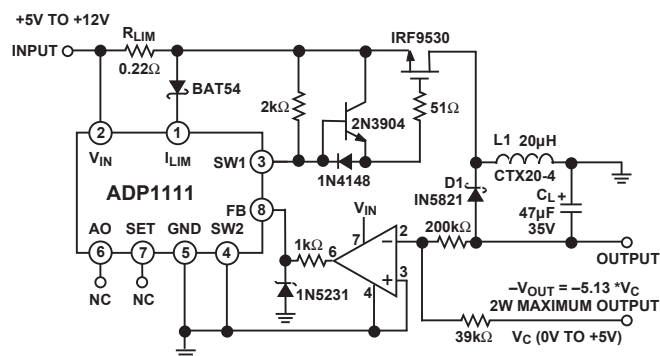 +5V TO +12V
INPUT
RLIM
0.22Ω
BAT54
2kΩ
2N3904
1N4148
IRF9530
51Ω
L1 20µH
CTX20-4
D1
IN5821
CL +
47µF
35V
2
VIN
1
ILIM
SW1 3
ADP1111
FB 8
AO SET GND SW2
6 7 5 4
NC NC
1kΩ
1N5231
VIN
7
6
2
−
+
3
4
200kΩ
OUTPUT
–VOUT = –5.13 *VC
2W MAXIMUM OUTPUT
39kΩ
VC (0V TO +5V)